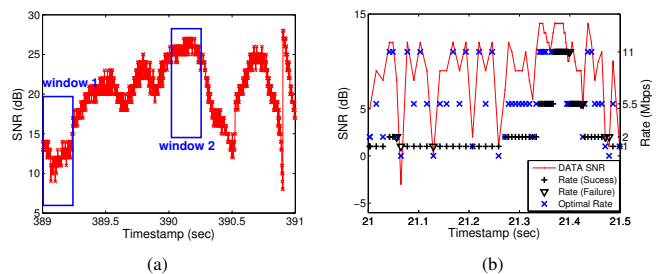 30
25
20
15
10
5
SNR (dB)
window 1
window 2
389
389.5
390
390.5
391
Timestamp (sec)
(a)
15
10
5
0
−5
SNR (dB)
11
5.5
2
1
Rate (Mbps)
DATA SNR
Rate (Sucess)
Rate (Failure)
Optimal Rate
21
21.1
21.2
21.3
21.4
21.5
Timestamp (sec)
(b)